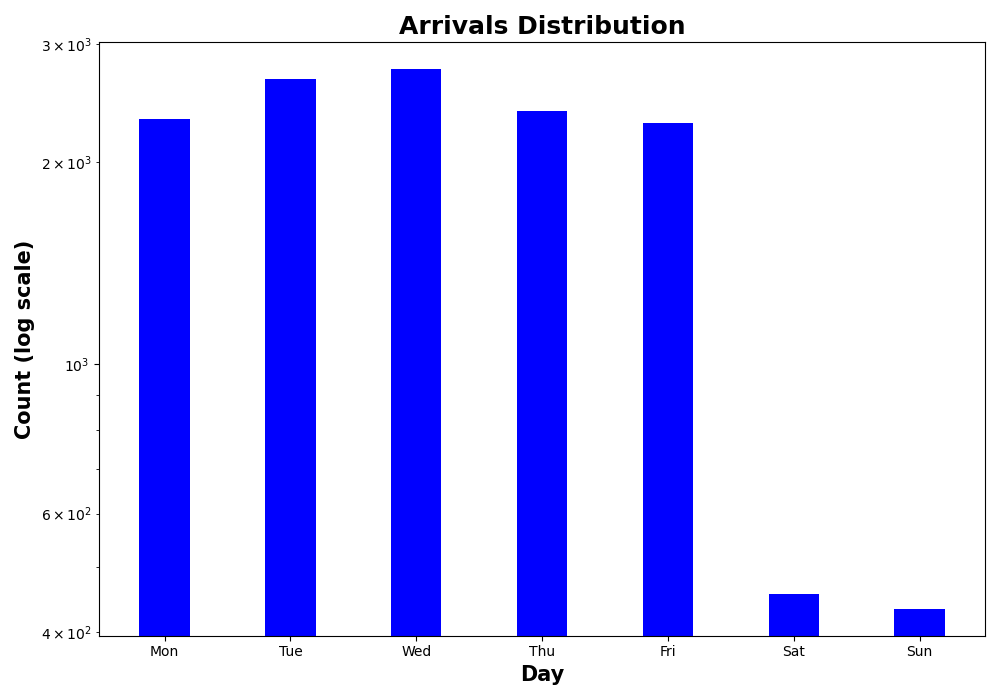 Arrivals Distribution
Count (log scale)
3 × 10³
2 × 10³
10³
6 × 10²
4 × 10²
Mon Tue Wed Thu Fri Sat Sun
Day